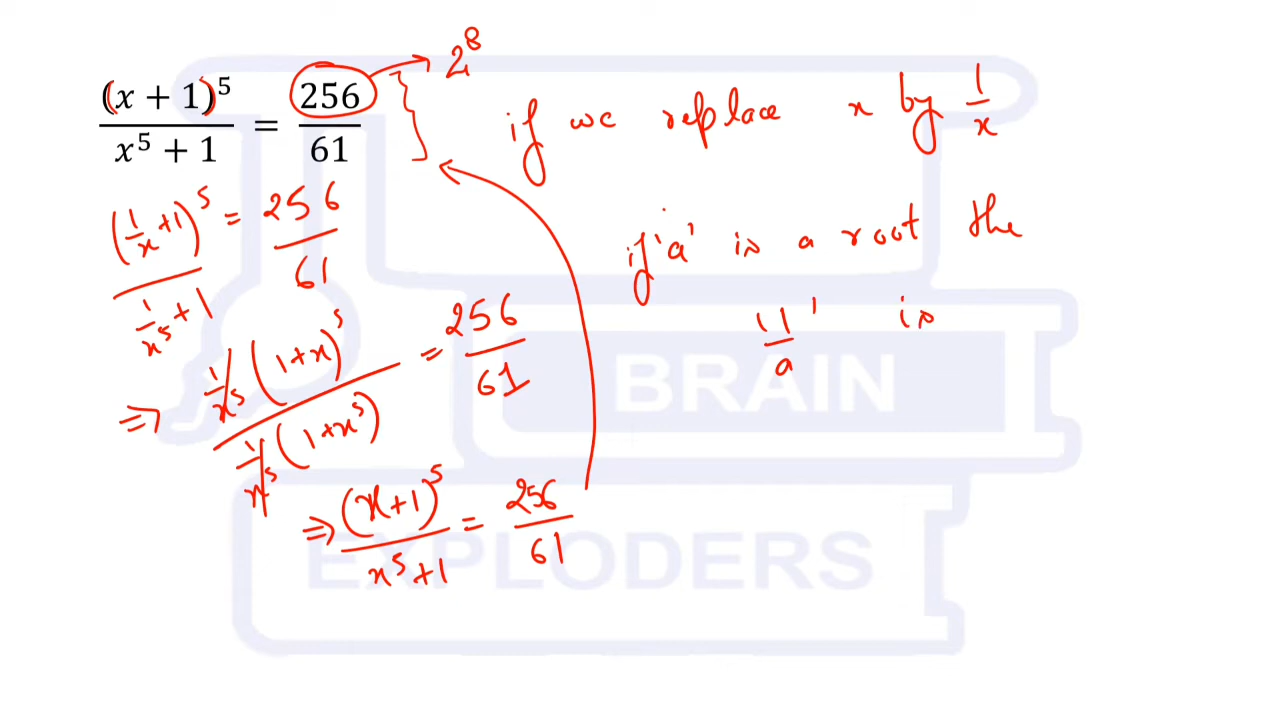 (x + 1)^5 / (x^5 + 1) = 256 / 61
2^8
if we replace x by 1/x
(1/x + 1)^5 / (1/x^5 + 1) = 256 / 61
if 'a' is a root the
'1/a' is
⇒ 1/x^5 (1+x)^5 / 1/x^5 (1+x^5) = 256 / 61
⇒ (x+1)^5 / (x^5+1) = 256 / 61
BRAIN
EXPLODERS